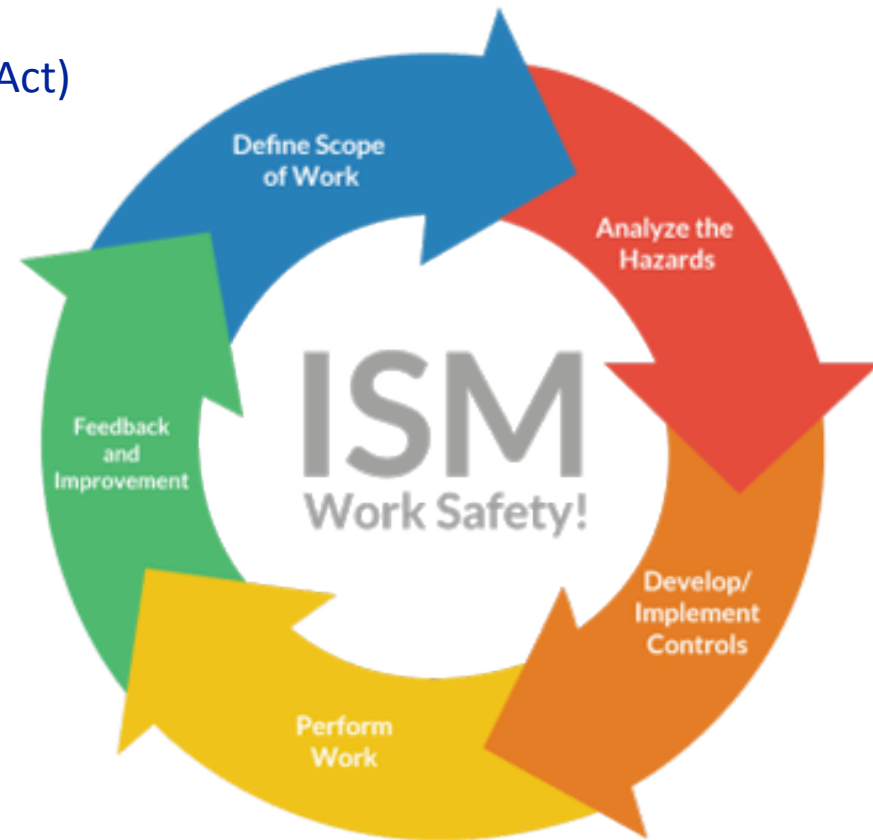 Act)
Define Scope
of Work
Analyze the
Hazards
Develop/
Implement
Controls
Perform
Work
Feedback
and
Improvement
ISM
Work Safety!